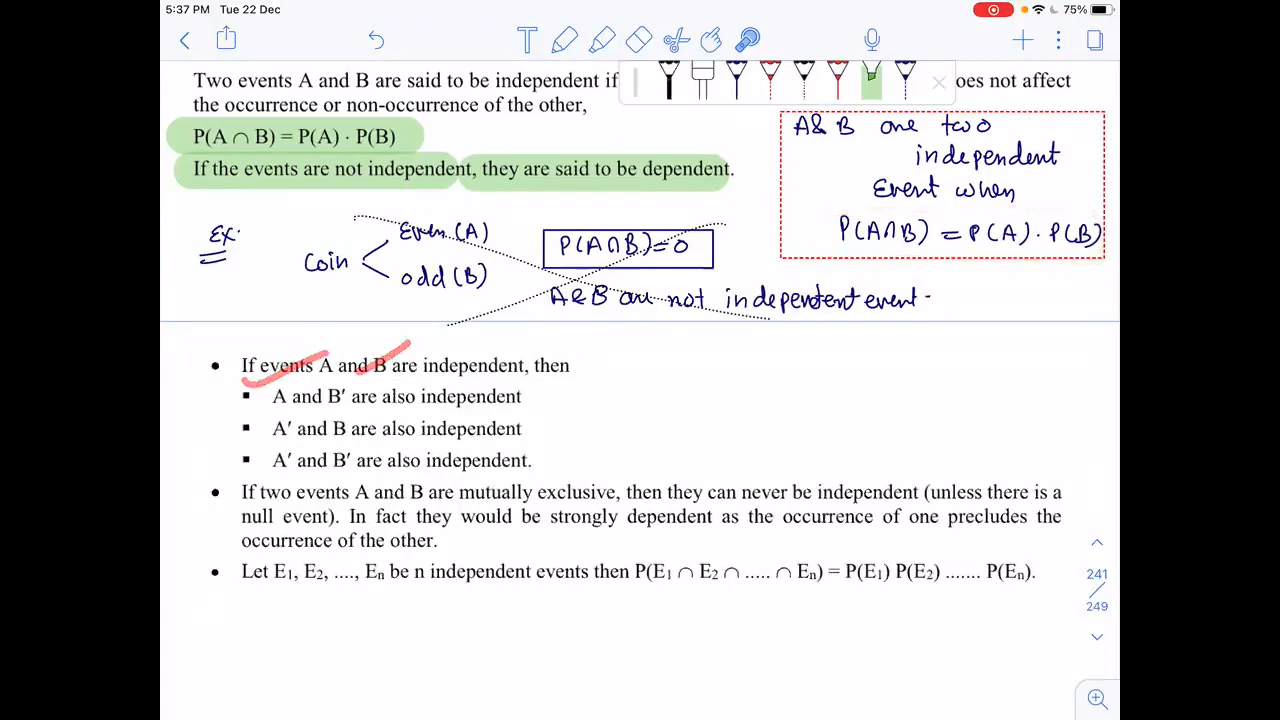 5:37 PM Tue 22 Dec
75%
T
Two events A and B are said to be independent if oes not affect
the occurrence or non-occurrence of the other,
P(A ∩ B) = P(A) · P(B)
If the events are not independent, they are said to be dependent.
A & B are two
independent
Event when
P(A∩B) = P(A) . P(B)
Ex.
Coin
Even (A)
odd (B)
P(A∩B) = 0
A & B are not independent event.
• If events A and B are independent, then
▪ A and B′ are also independent
▪ A′ and B are also independent
▪ A′ and B′ are also independent.
• If two events A and B are mutually exclusive, then they can never be independent (unless there is a
null event). In fact they would be strongly dependent as the occurrence of one precludes the
occurrence of the other.
• Let E1, E2, ...., En be n independent events then P(E1 ∩ E2 ∩ ..... ∩ En) = P(E1) P(E2) ....... P(En).
241
249